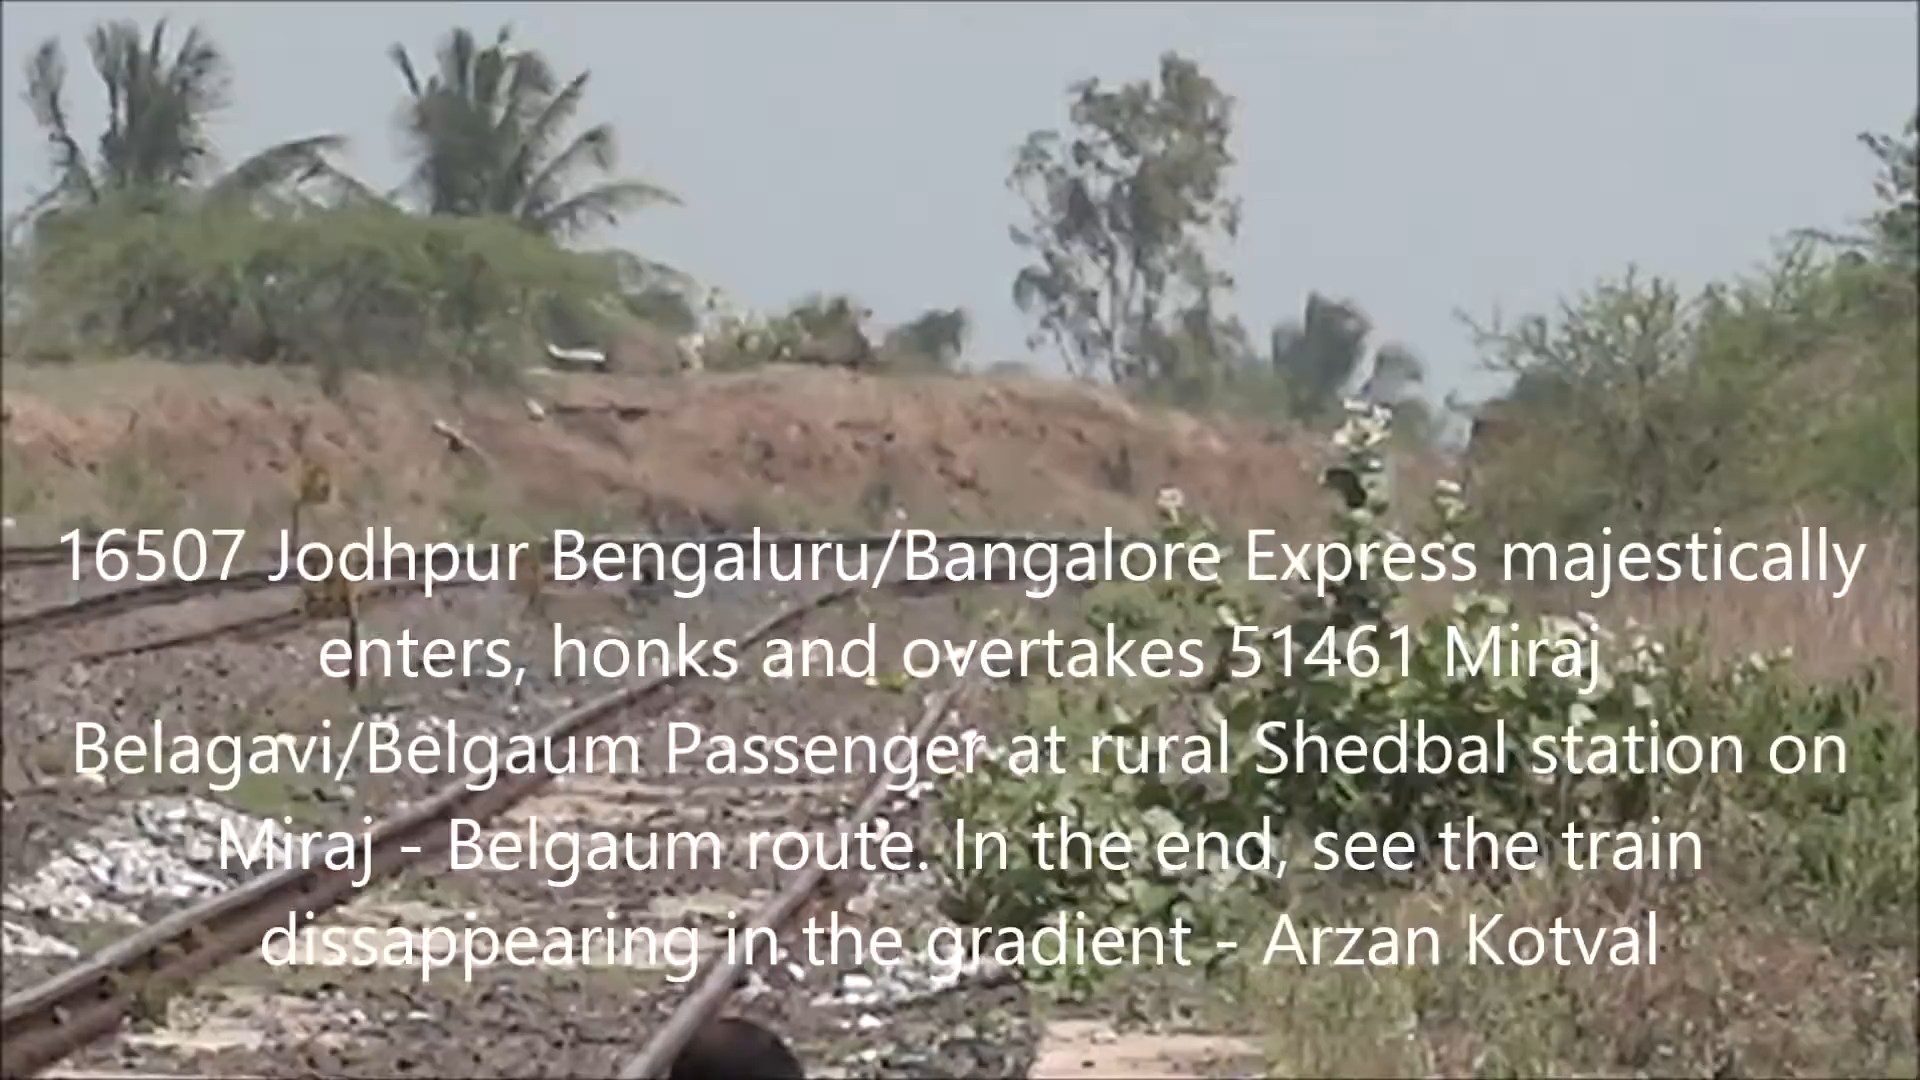 16507 Jodhpur Bengaluru/Bangalore Express majestically
enters, honks and overtakes 51461 Miraj
Belagavi/Belgaum Passenger at rural Shedbal station on
Miraj - Belgaum route. In the end, see the train
dissappearing in the gradient - Arzan Kotval